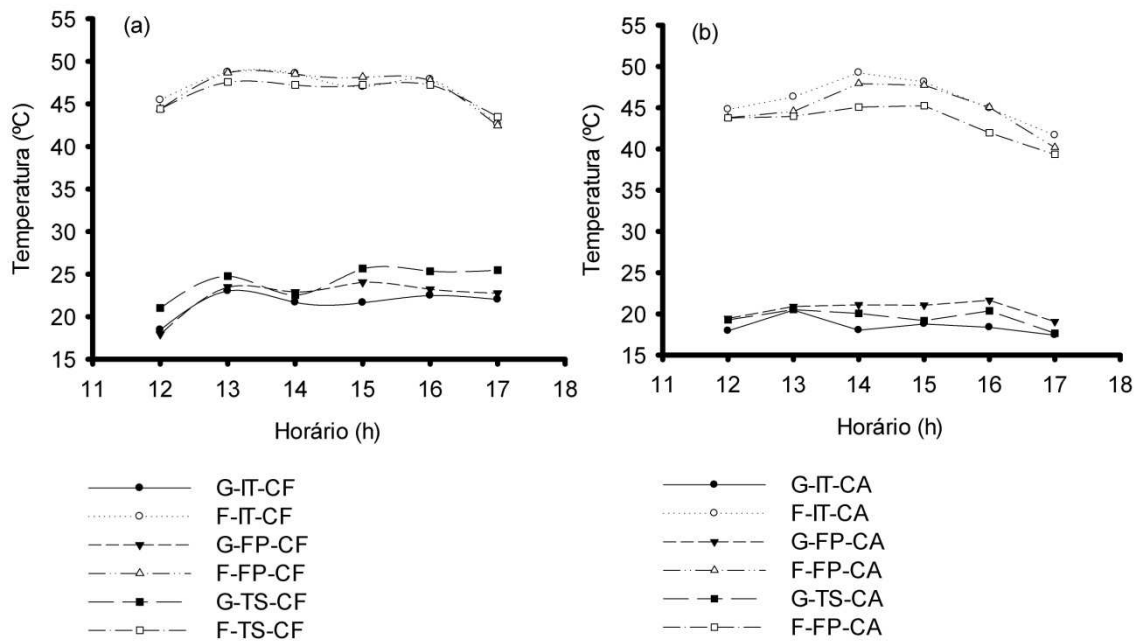 (a)
Temperatura (ºC)
55
50
45
40
35
30
25
20
15
11 12 13 14 15 16 17 18
Horário (h)
G-IT-CF
F-IT-CF
G-FP-CF
F-FP-CF
G-TS-CF
F-TS-CF
(b)
Temperatura (ºC)
55
50
45
40
35
30
25
20
15
11 12 13 14 15 16 17 18
Horário (h)
G-IT-CA
F-IT-CA
G-FP-CA
F-FP-CA
G-TS-CA
F-FP-CA